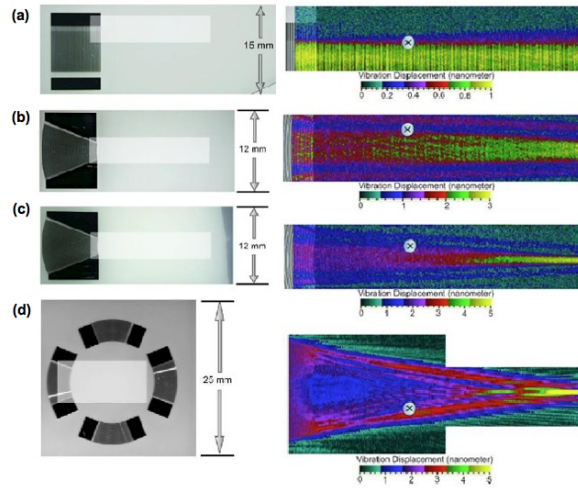 (a)
15 mm
Vibration Displacement (nanometer)
0 0.2 0.4 0.6 0.8 1
(b)
12 mm
Vibration Displacement (nanometer)
0 1 2 3
(c)
12 mm
Vibration Displacement (nanometer)
0 1 2 3 4 5
(d)
25 mm
Vibration Displacement (nanometer)
0 1 2 3 4 5